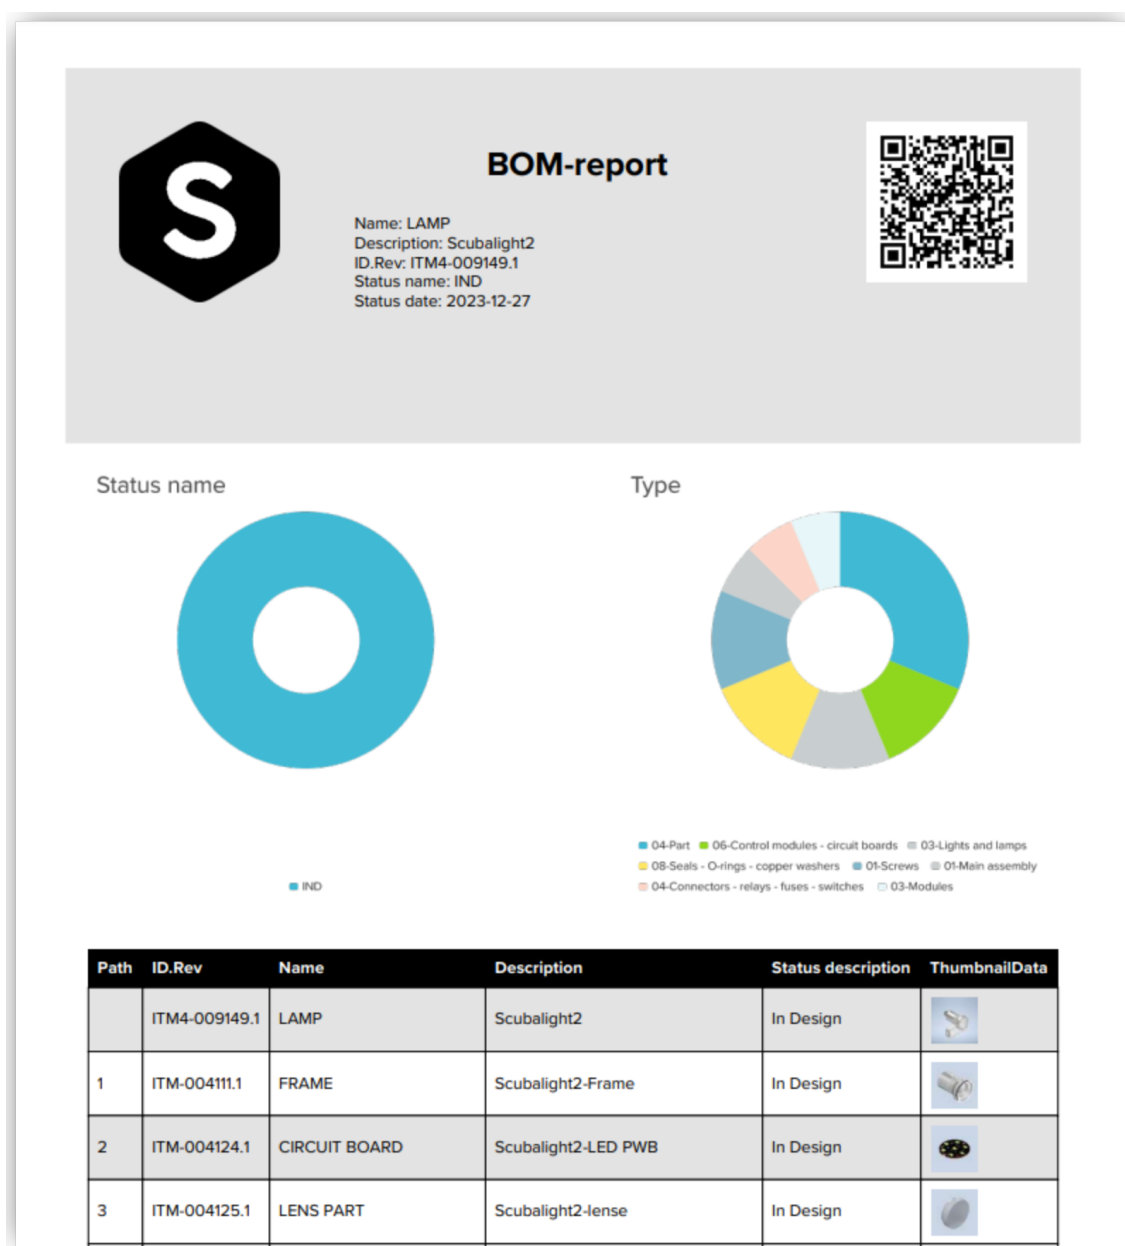 S
BOM-report
Name: LAMP
Description: Scubalight2
ID.Rev: ITM4-009149.1
Status name: IND
Status date: 2023-12-27
Status name
Type
IND
04-Part 06-Control modules - circuit boards 03-Lights and lamps
08-Seals - O-rings - copper washers 01-Screws 01-Main assembly
04-Connectors - relays - fuses - switches 03-Modules
Path ID.Rev Name Description Status description ThumbnailData
ITM4-009149.1 LAMP Scubalight2 In Design
1 ITM-004111.1 FRAME Scubalight2-Frame In Design
2 ITM-004124.1 CIRCUIT BOARD Scubalight2-LED PWB In Design
3 ITM-004125.1 LENS PART Scubalight2-lense In Design